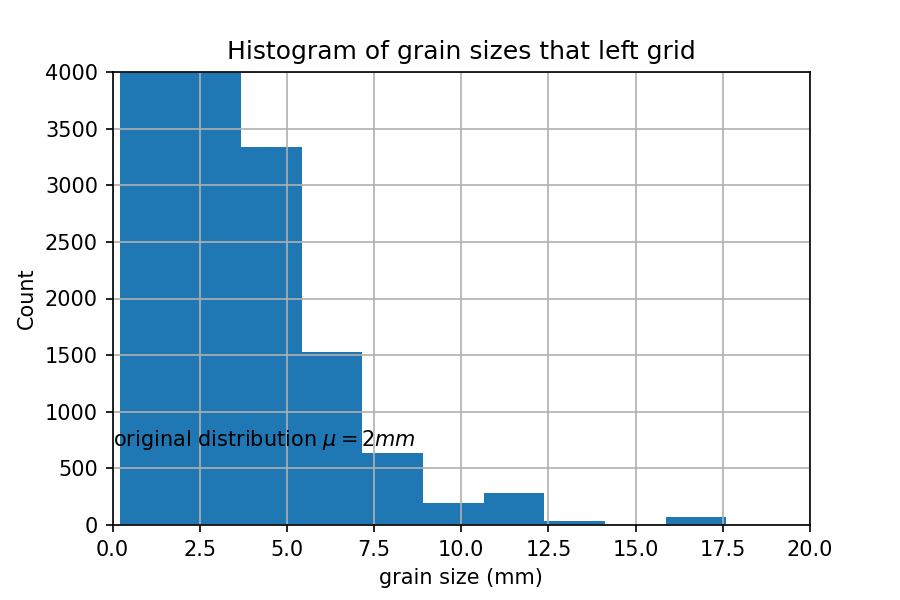 Histogram of grain sizes that left grid
4000
3500
3000
2500
2000
1500
1000
500
0
Count
original distribution μ = 2mm
0.0 2.5 5.0 7.5 10.0 12.5 15.0 17.5 20.0
grain size (mm)